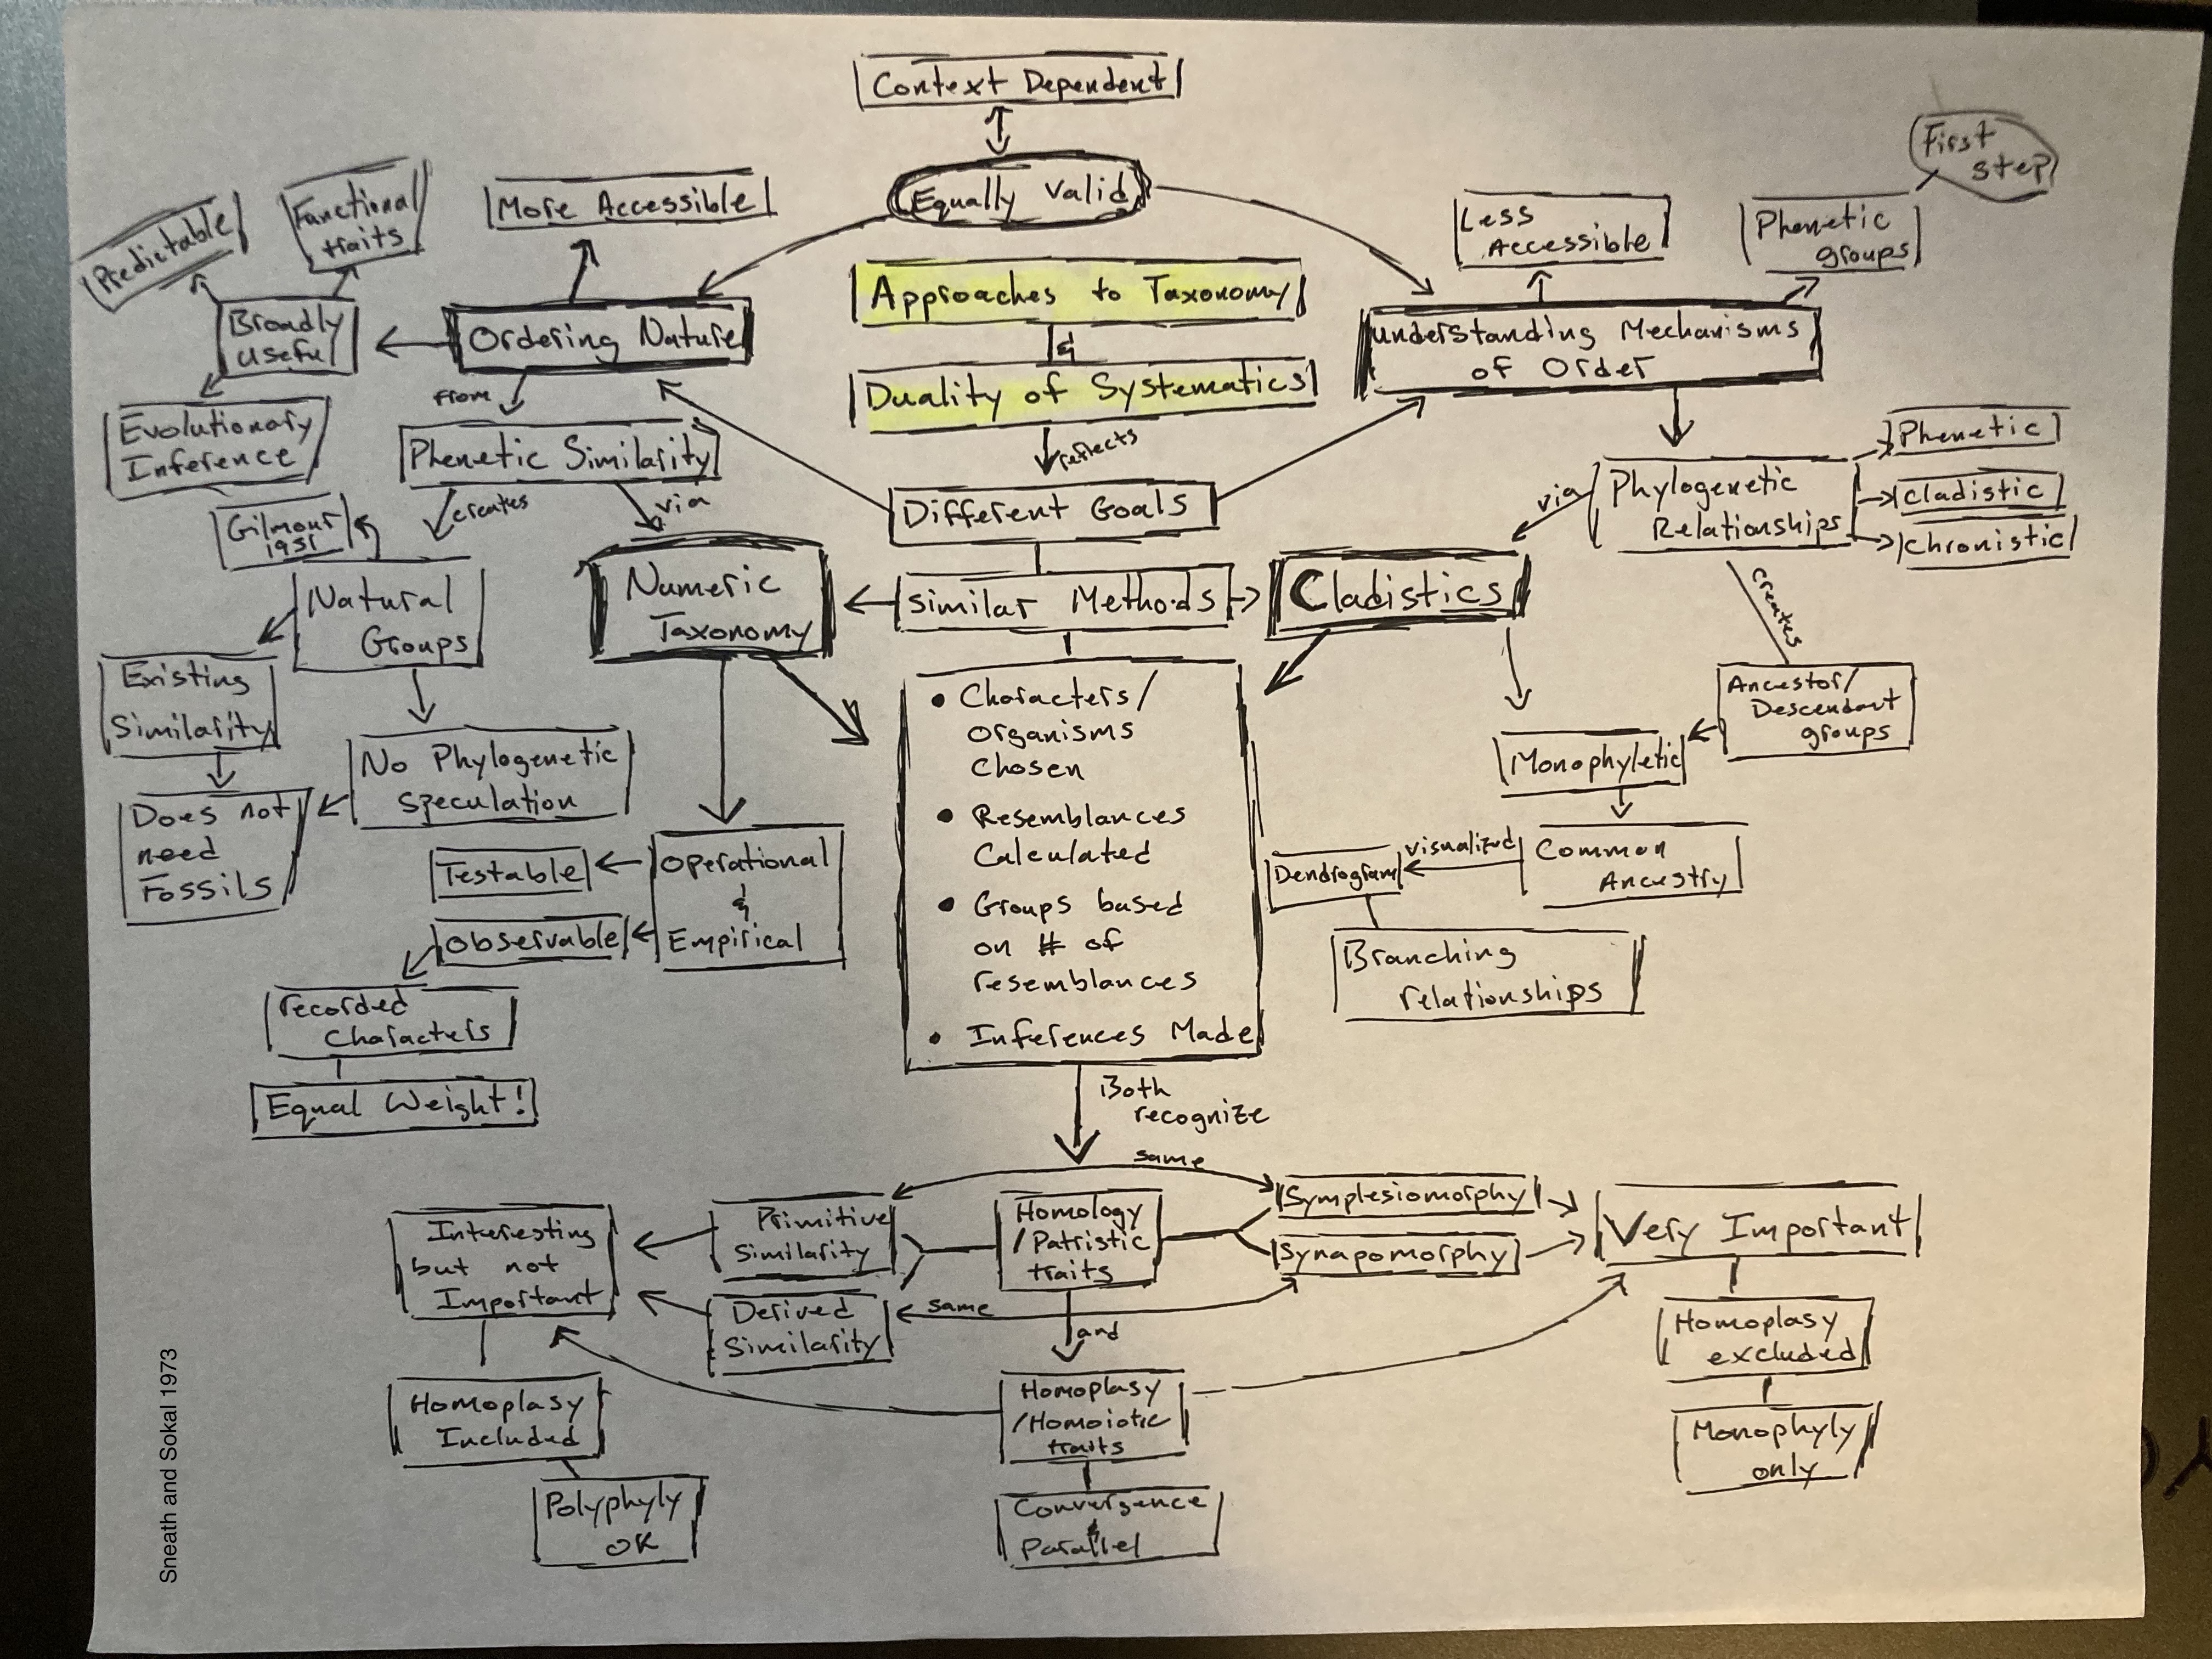 Context Dependent
Equally Valid
First
step
Predictable
Functional
traits
More Accessible
Less
Accessible
Phenetic
groups
Approaches to Taxonomy
&
Duality of Systematics
reflects
Different Goals
Broadly
useful
Ordering Nature
understanding Mechanisms
of Order
from
Evolutionary
Inference
Phenetic Similarity
creates
via
Gilmour
1951
Natural
Groups
Existing
Similarity
No Phylogenetic
speculation
Does not
need
Fossils
Numeric
Taxonomy
similar Methods
Cladistics
via
Phylogenetic
Relationships
Phenetic
cladistic
chronistic
creates
Ancestor/
Descendant
groups
Monophyletic
Common
Ancestry
visualized
Dendrogram
Branching
relationships
• Characters/
organisms
chosen
• Resemblances
Calculated
• Groups based
on # of
resemblances
• Inferences Made
Operational
&
Empirical
Testable
observable
recorded
Characters
Equal Weight!
Both
recognize
same
Interesting
but not
Important
Primitive
similarity
Homology
/Patristic
traits
Symplesiomorphy
Synapomorphy
Very Important
Derived
Similarity
same
and
Homoplasy
Included
Polyphyly
OK
Homoplasy
/Homoiotic
traits
Convergence
&
Parallel
Homoplasy
excluded
Monophyly
only
Sneath and Sokal 1973